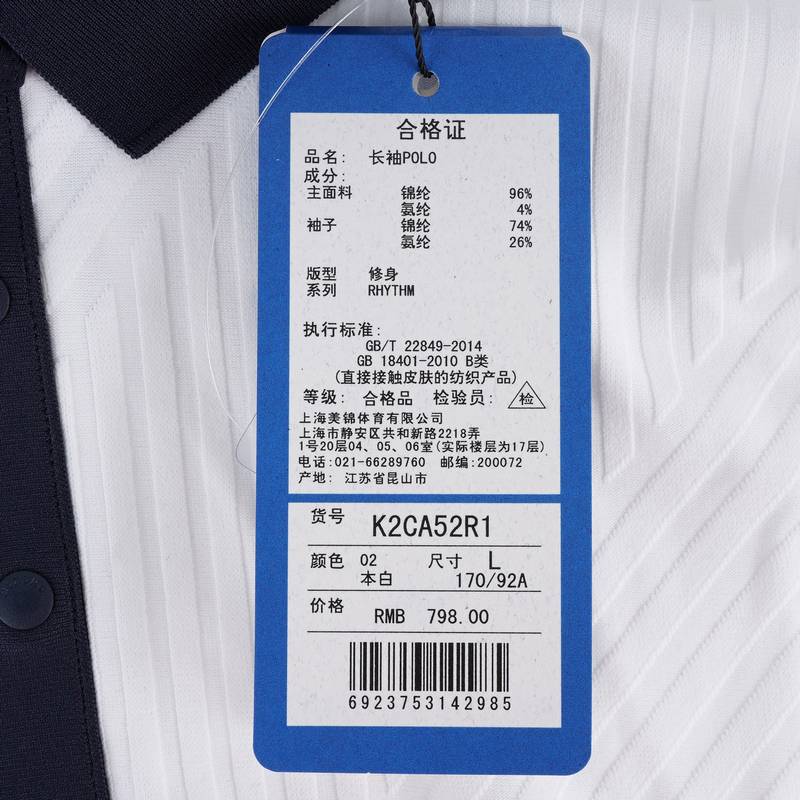 合格证
品名: 长袖POLO
成分:
主面料 锦纶 96%
氨纶 4%
袖子 锦纶 74%
氨纶 26%
版型 修身
系列 RHYTHM
执行标准:
GB/T 22849-2014
GB 18401-2010 B类
(直接接触皮肤的纺织产品)
等级: 合格品 检验员: 检
上海美锦体育有限公司
上海市静安区共和新路2218弄
1号20层04、05、06室(实际楼层为17层)
电话:021-66289760 邮编:200072
产地: 江苏省昆山市
货号 K2CA52R1
颜色 02 尺寸 L
本白 170/92A
价格 RMB 798.00
6923753142985